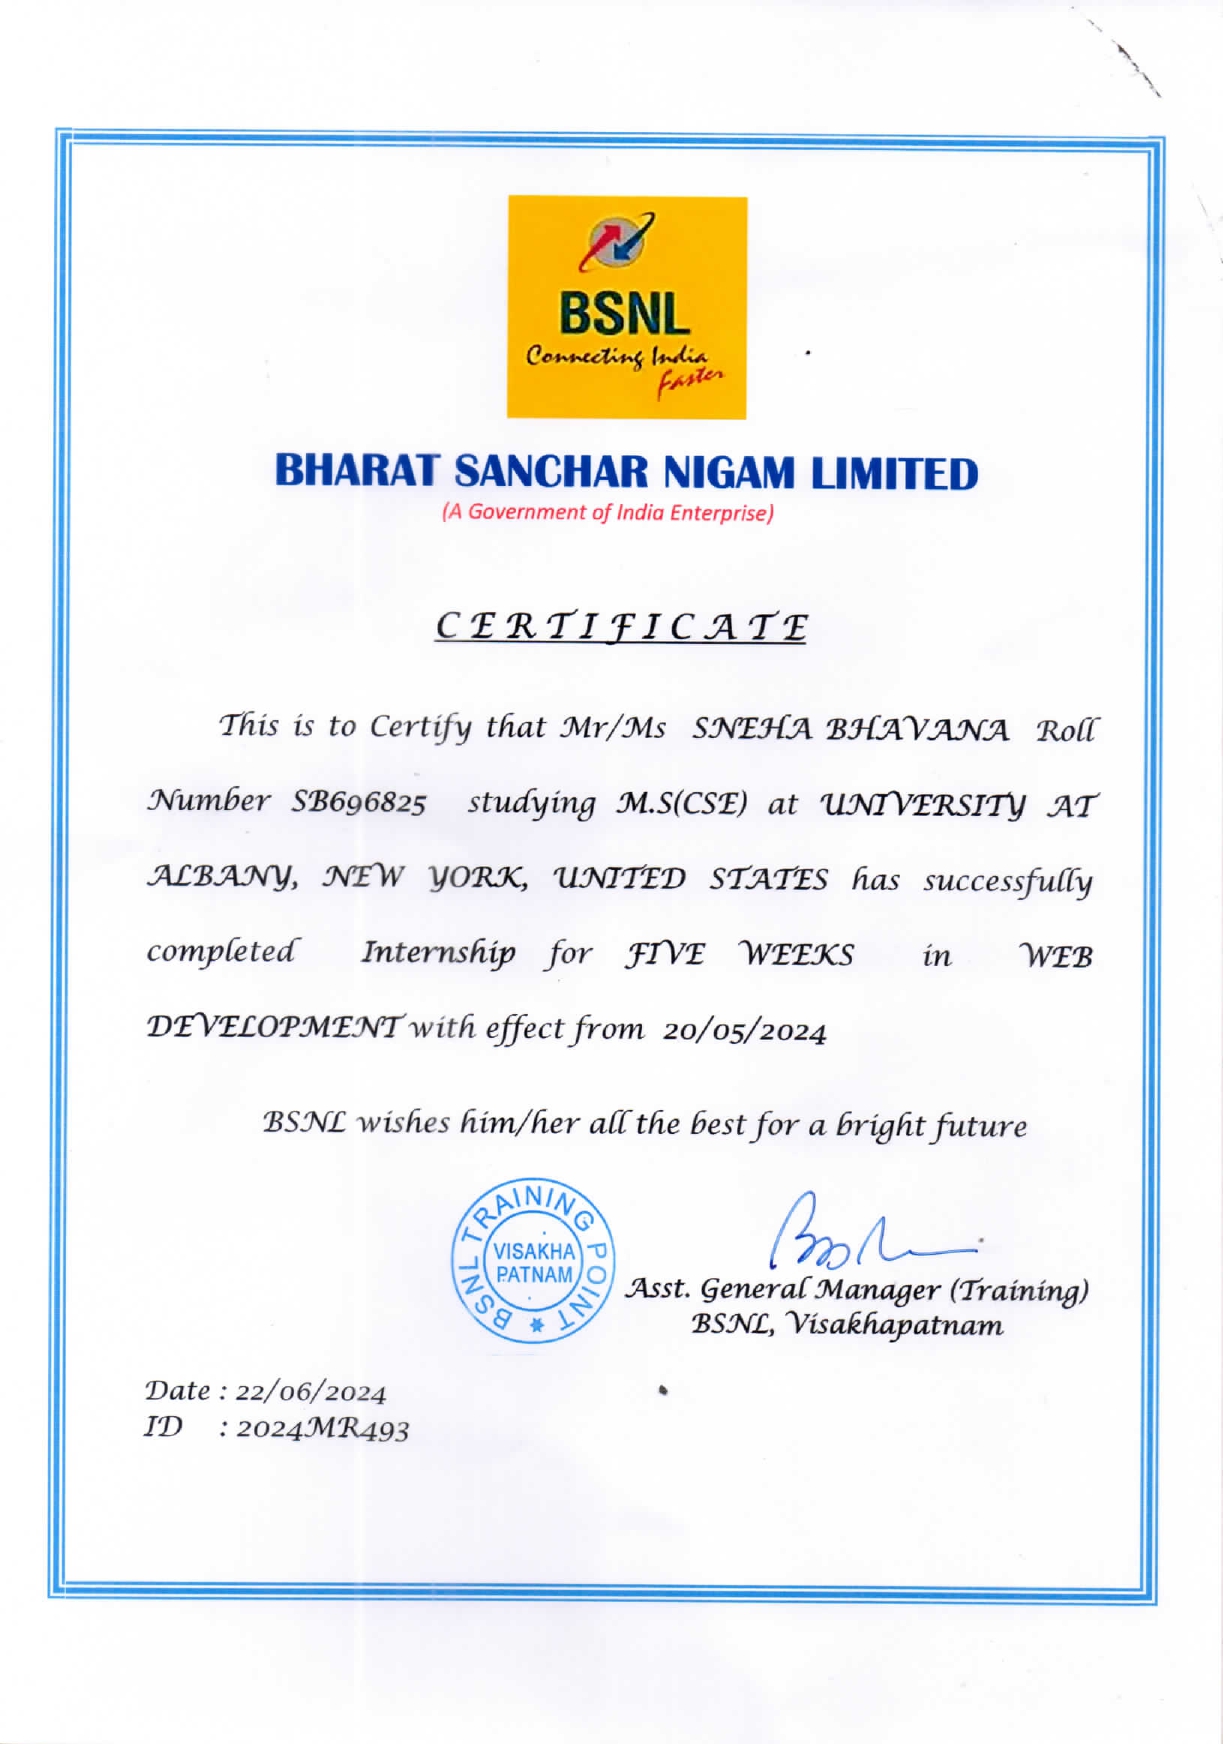 BSNL
Connecting India
Faster
BHARAT SANCHAR NIGAM LIMITED
(A Government of India Enterprise)
CERTIFICATE
This is to Certify that Mr/Ms SNEHA BHAVANA Roll
Number SB696825 studying M.S(CSE) at UNIVERSITY AT
ALBANY, NEW YORK, UNITED STATES has successfully
completed Internship for FIVE WEEKS in WEB
DEVELOPMENT with effect from 20/05/2024
BSNL wishes him/her all the best for a bright future
BSNL TRAINING POINT
VISAKHA
PATNAM
Asst. General Manager (Training)
BSNL, Visakhapatnam
Date : 22/06/2024
ID : 2024MR493